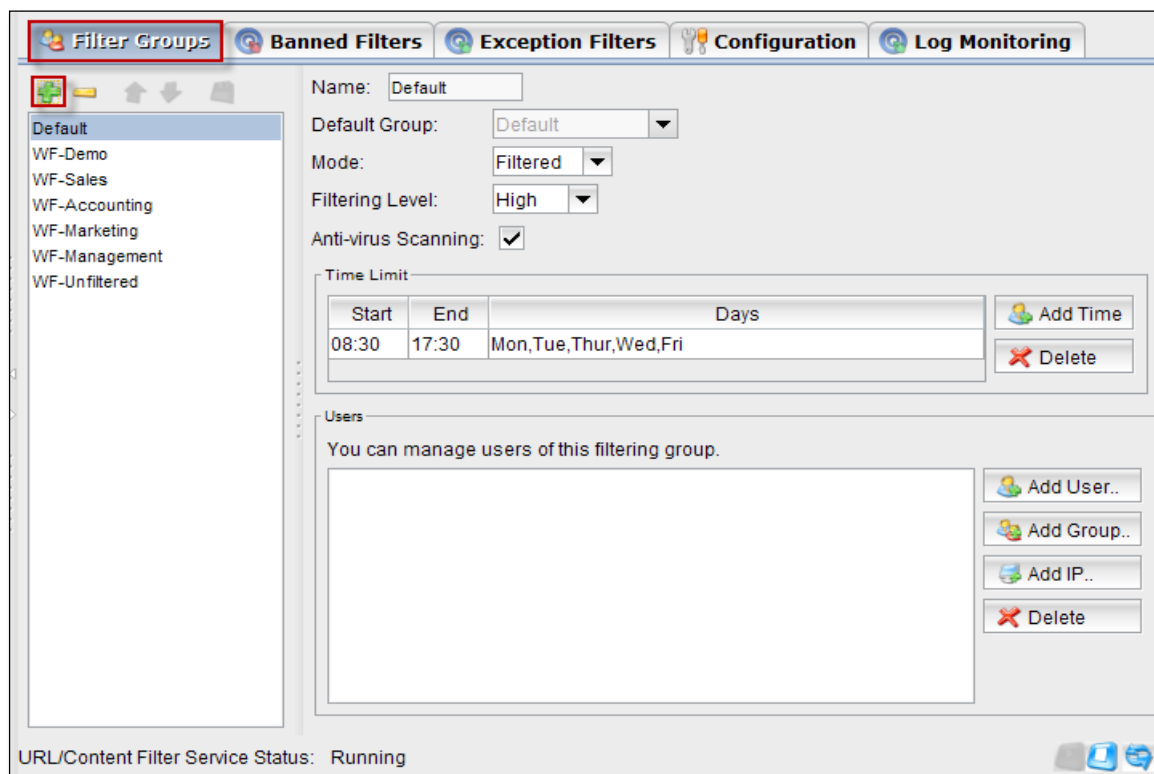 Filter Groups
Banned Filters
Exception Filters
Configuration
Log Monitoring
Default
WF-Demo
WF-Sales
WF-Accounting
WF-Marketing
WF-Management
WF-Unfiltered
Name: Default
Default Group: Default
Mode: Filtered
Filtering Level: High
Anti-virus Scanning:
Time Limit
Start End Days
08:30 17:30 Mon,Tue,Thur,Wed,Fri
Add Time
Delete
Users
You can manage users of this filtering group.
Add User..
Add Group..
Add IP..
Delete
URL/Content Filter Service Status: Running